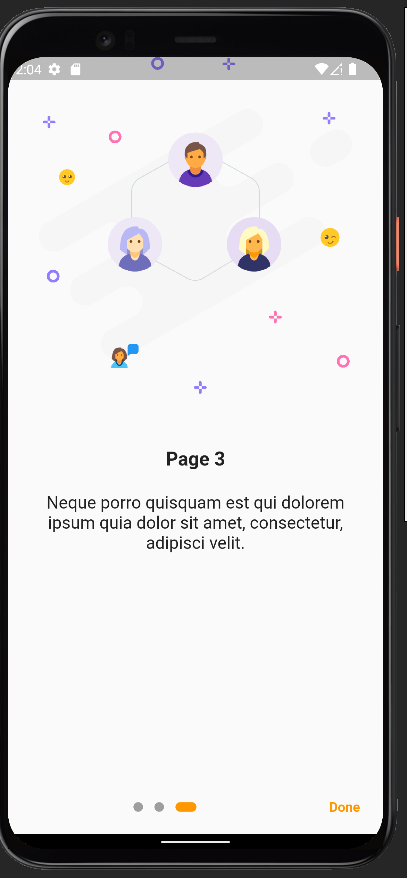 2:04
Page 3
Neque porro quisquam est qui dolorem
ipsum quia dolor sit amet, consectetur,
adipisci velit.
Done